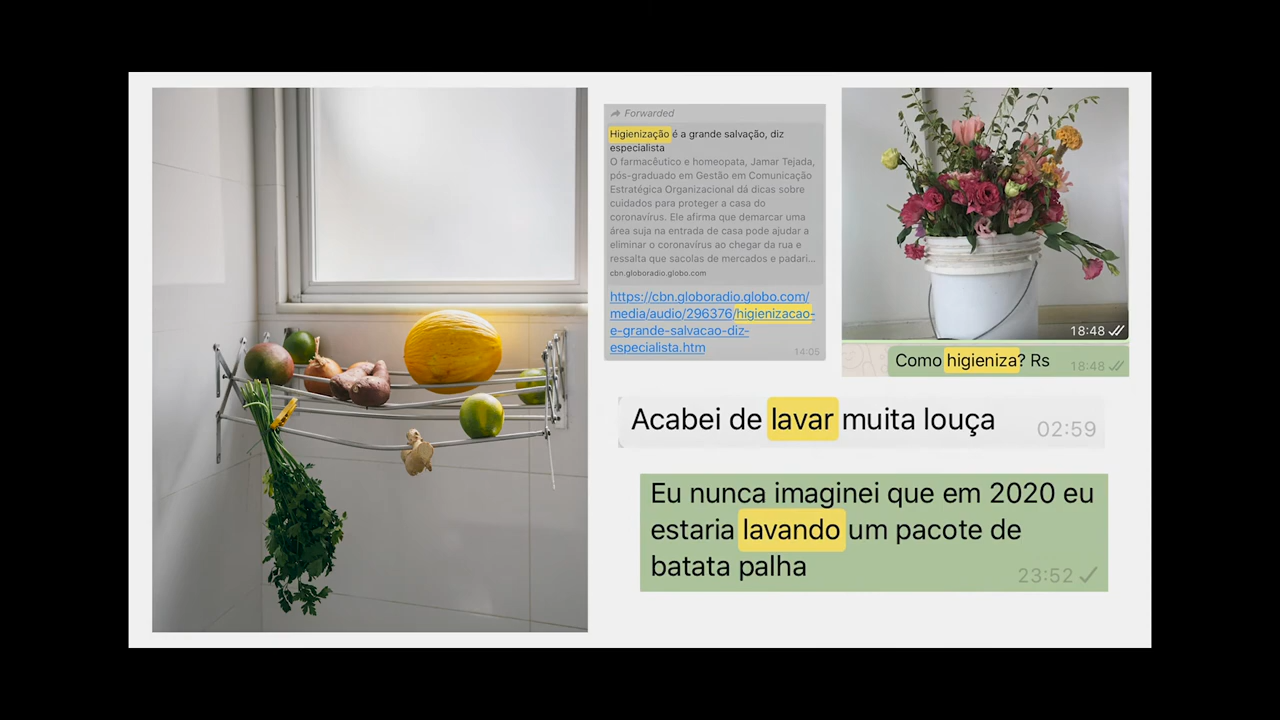 Forwarded
Higienização é a grande salvação, diz
especialista
O farmacêutico e homeopata, Jamar Tejada,
pós-graduado em Gestão em Comunicação
Estratégica Organizacional dá dicas sobre
cuidados para proteger a casa do
coronavírus. Ele afirma que demarcar uma
área suja na entrada de casa pode ajudar a
eliminar o coronavírus ao chegar da rua e
ressalta que sacolas de mercados e padari...
cbn.globoradio.globo.com
https://cbn.globoradio.globo.com/
media/audio/296376/higienizacao-
e-grande-salvacao-diz-
especialista.htm
14:05
18:48
Como higieniza? Rs
18:48
Acabei de lavar muita louça
02:59
Eu nunca imaginei que em 2020 eu
estaria lavando um pacote de
batata palha
23:52